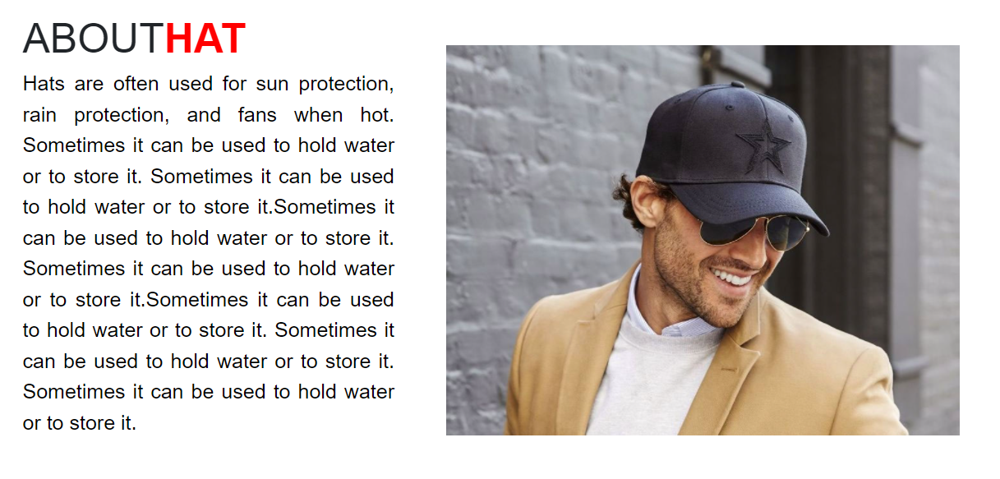 ABOUTHAT
Hats are often used for sun protection,
rain protection, and fans when hot.
Sometimes it can be used to hold water
or to store it. Sometimes it can be used
to hold water or to store it.Sometimes it
can be used to hold water or to store it.
Sometimes it can be used to hold water
or to store it.Sometimes it can be used
to hold water or to store it. Sometimes it
can be used to hold water or to store it.
Sometimes it can be used to hold water
or to store it.